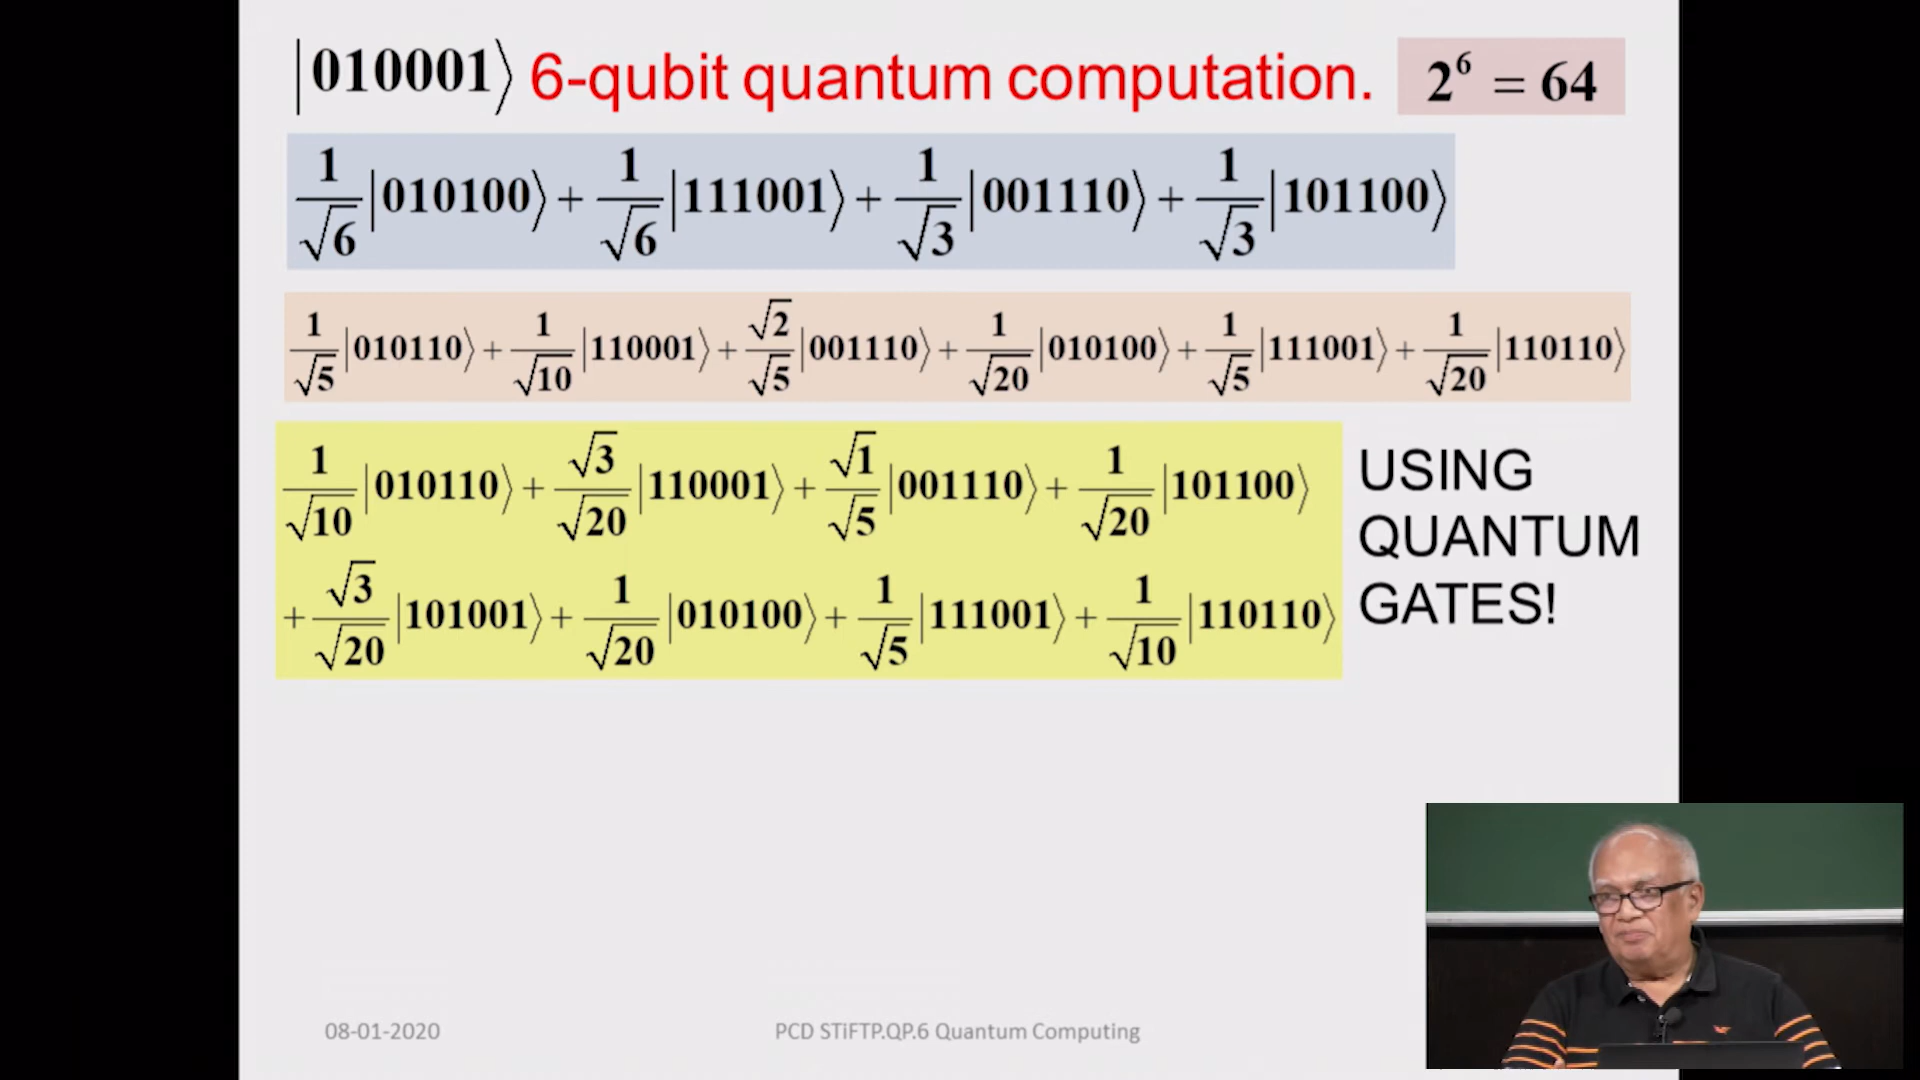 |010001⟩ 6-qubit quantum computation. 2⁶ = 64
1/√6 |010100⟩ + 1/√6 |111001⟩ + 1/√3 |001110⟩ + 1/√3 |101100⟩
1/√5 |010110⟩ + 1/√10 |110001⟩ + √2/√5 |001110⟩ + 1/√20 |010100⟩ + 1/√5 |111001⟩ + 1/√20 |110110⟩
1/√10 |010110⟩ + √3/√20 |110001⟩ + √1/√5 |001110⟩ + 1/√20 |101100⟩
+ √3/√20 |101001⟩ + 1/√20 |010100⟩ + 1/√5 |111001⟩ + 1/√10 |110110⟩
USING
QUANTUM
GATES!
08-01-2020
PCD STiFTP.QP.6 Quantum Computing